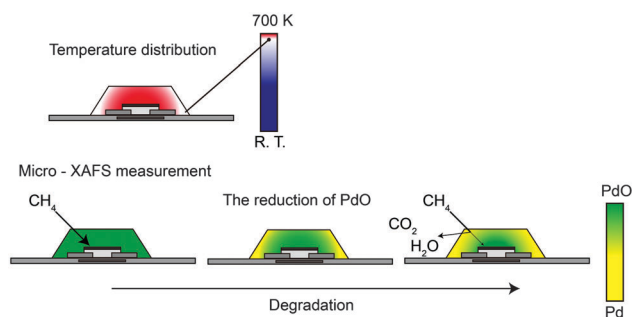 700 K
Temperature distribution
R. T.
Micro - XAFS measurement
CH4
The reduction of PdO
CH4
CO2
H2O
PdO
Pd
Degradation